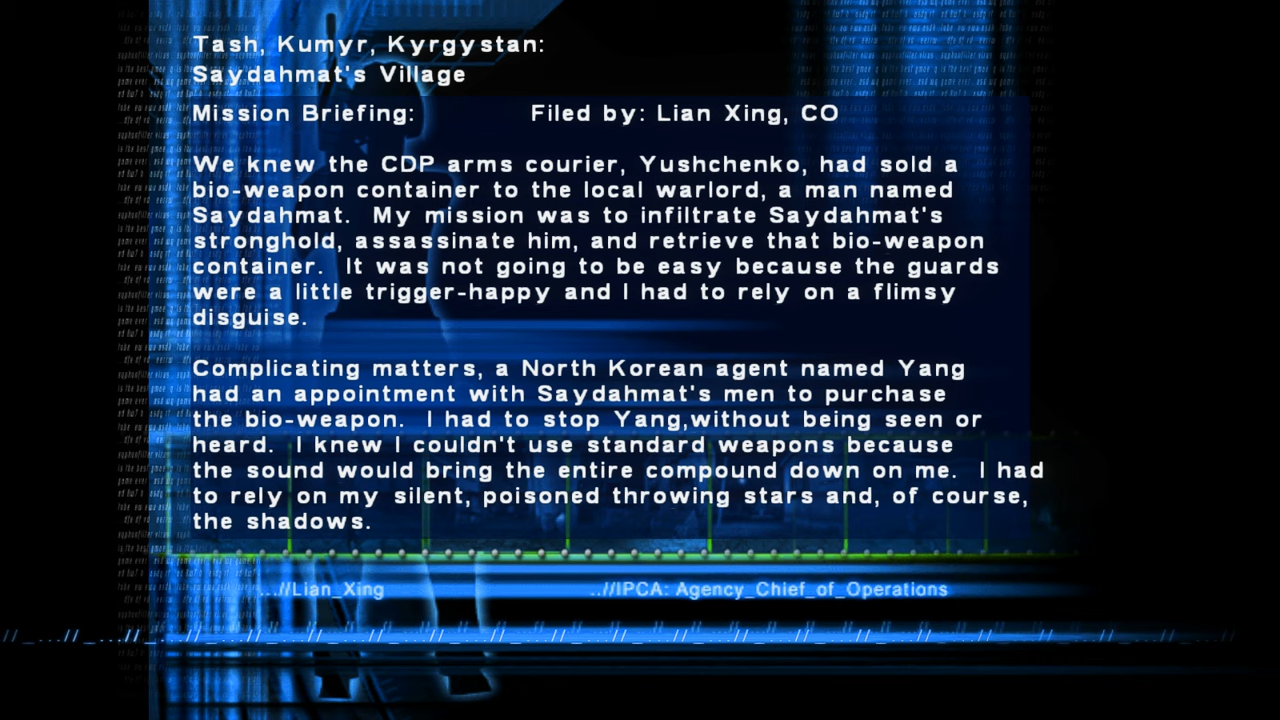 Tash, Kumyr, Kyrgystan:
Saydahmat's Village
Mission Briefing: Filed by: Lian Xing, CO
We knew the CDP arms courier, Yushchenko, had sold a
bio-weapon container to the local warlord, a man named
Saydahmat. My mission was to infiltrate Saydahmat's
stronghold, assassinate him, and retrieve that bio-weapon
container. It was not going to be easy because the guards
were a little trigger-happy and I had to rely on a flimsy
disguise.
Complicating matters, a North Korean agent named Yang
had an appointment with Saydahmat's men to purchase
the bio-weapon. I had to stop Yang,without being seen or
heard. I knew I couldn't use standard weapons because
the sound would bring the entire compound down on me. I had
to rely on my silent, poisoned throwing stars and, of course,
the shadows.
...//Lian_Xing ..//IPCA: Agency_Chief_of_Operations